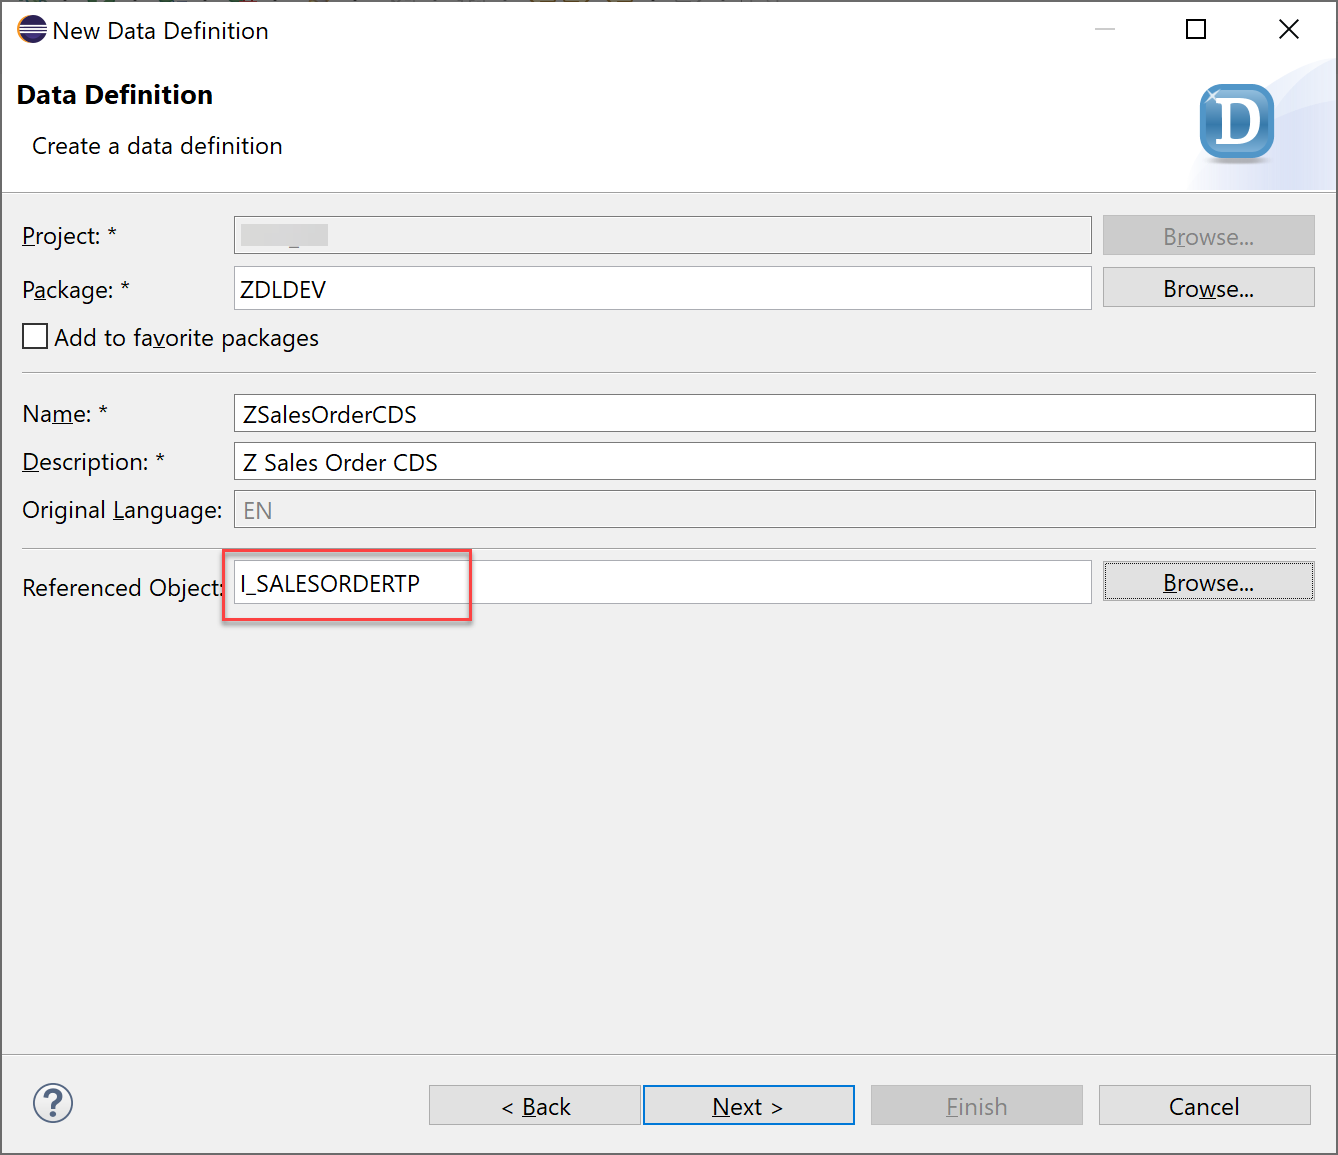 New Data Definition
Data Definition
Create a data definition
D
Project: *
Browse...
Package: * ZDLDEV Browse...
Add to favorite packages
Name: * ZSalesOrderCDS
Description: * Z Sales Order CDS
Original Language: EN
Referenced Object: I_SALESORDERTP Browse...
? < Back Next > Finish Cancel